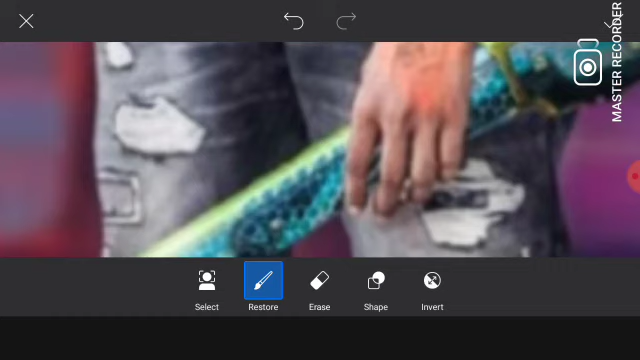 MASTER RECORDER
Select
Restore
Erase
Shape
Invert